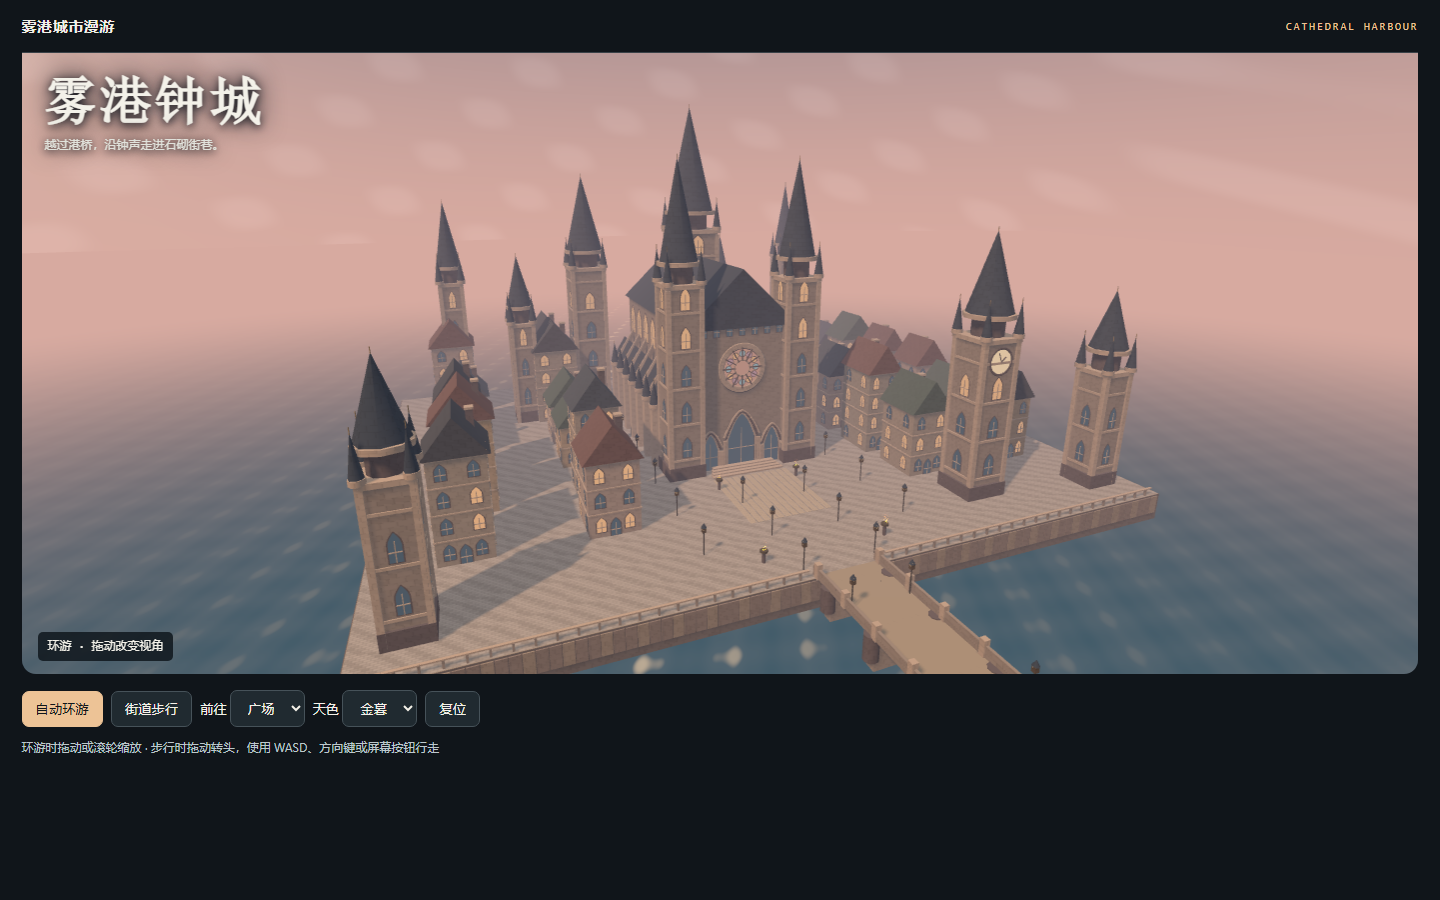 雾港城市漫游
CATHEDRAL HARBOUR
雾港钟城
越过港桥，沿钟声走进石砌街巷。
环游 · 拖动改变视角
自动环游 街道步行 前往 广场 天色 金暮 复位
环游时拖动或滚轮缩放 · 步行时拖动转头，使用 WASD、方向键或屏幕按钮行走